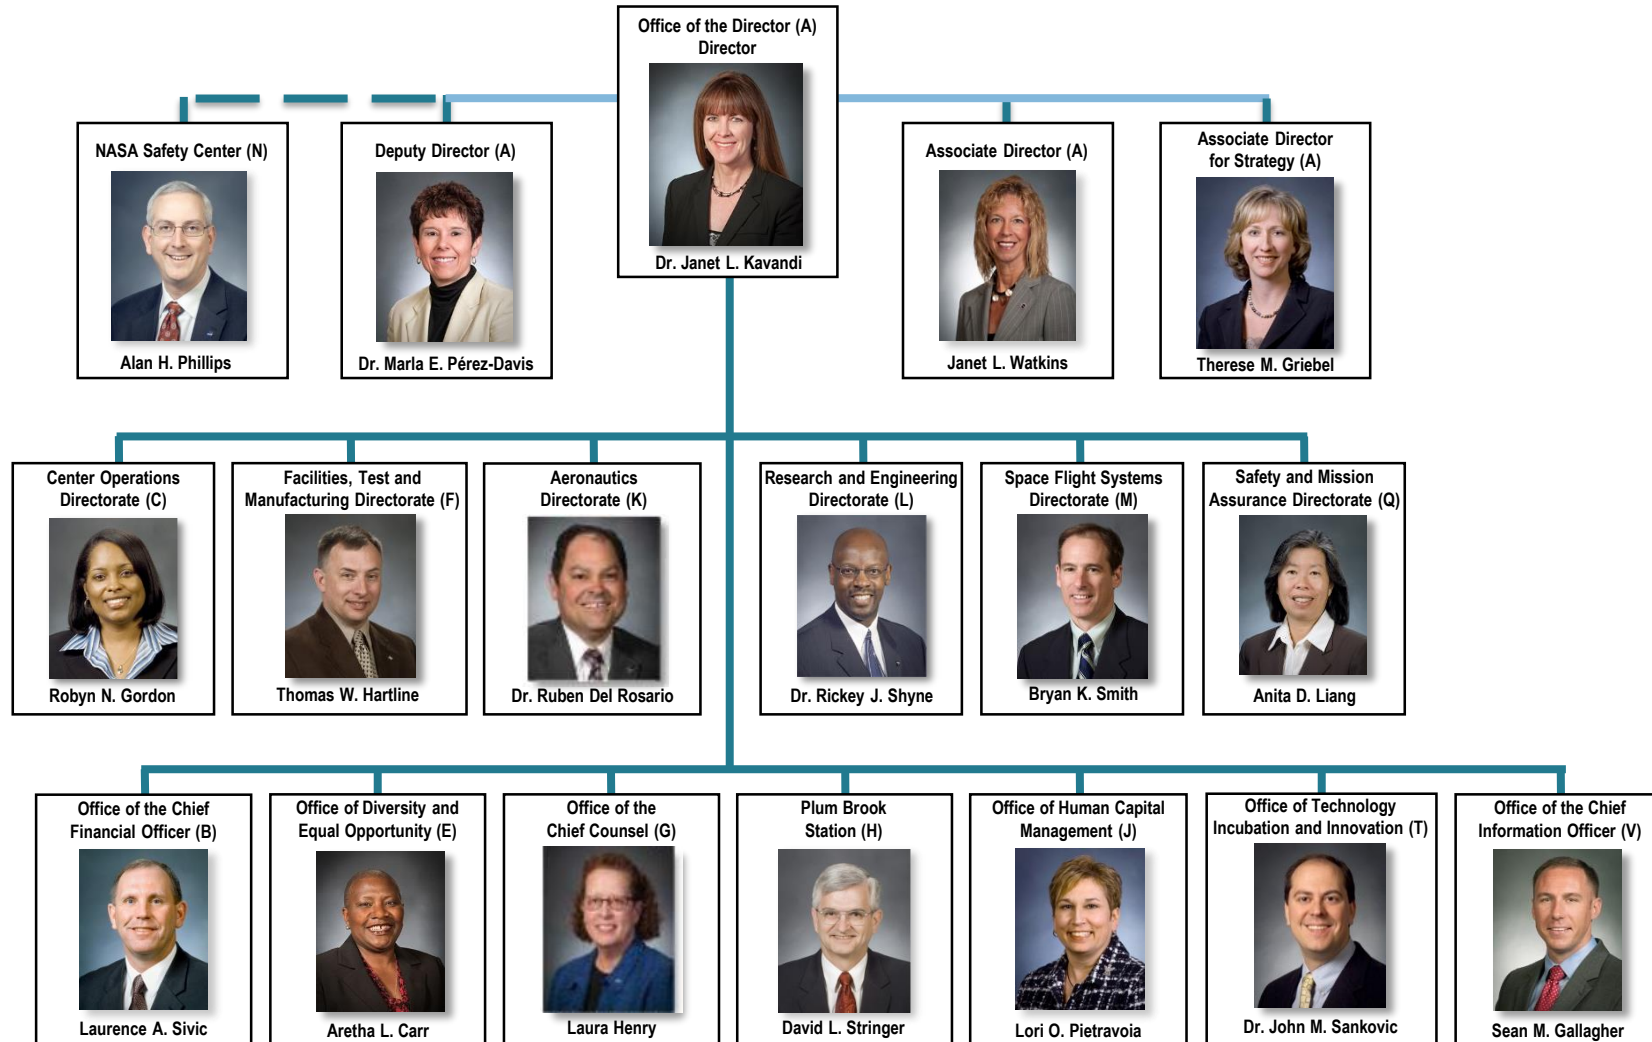 Office of the Director (A)
Director
Dr. Janet L. Kavandi
NASA Safety Center (N)
Alan H. Phillips
Deputy Director (A)
Dr. Marla E. Pérez-Davis
Associate Director (A)
Janet L. Watkins
Associate Director
for Strategy (A)
Therese M. Griebel
Center Operations
Directorate (C)
Robyn N. Gordon
Facilities, Test and
Manufacturing Directorate (F)
Thomas W. Hartline
Aeronautics
Directorate (K)
Dr. Ruben Del Rosario
Research and Engineering
Directorate (L)
Dr. Rickey J. Shyne
Space Flight Systems
Directorate (M)
Bryan K. Smith
Safety and Mission
Assurance Directorate (Q)
Anita D. Liang
Office of the Chief
Financial Officer (B)
Laurence A. Sivic
Office of Diversity and
Equal Opportunity (E)
Aretha L. Carr
Office of the
Chief Counsel (G)
Laura Henry
Plum Brook
Station (H)
David L. Stringer
Office of Human Capital
Management (J)
Lori O. Pietravoia
Office of Technology
Incubation and Innovation (T)
Dr. John M. Sankovic
Office of the Chief
Information Officer (V)
Sean M. Gallagher